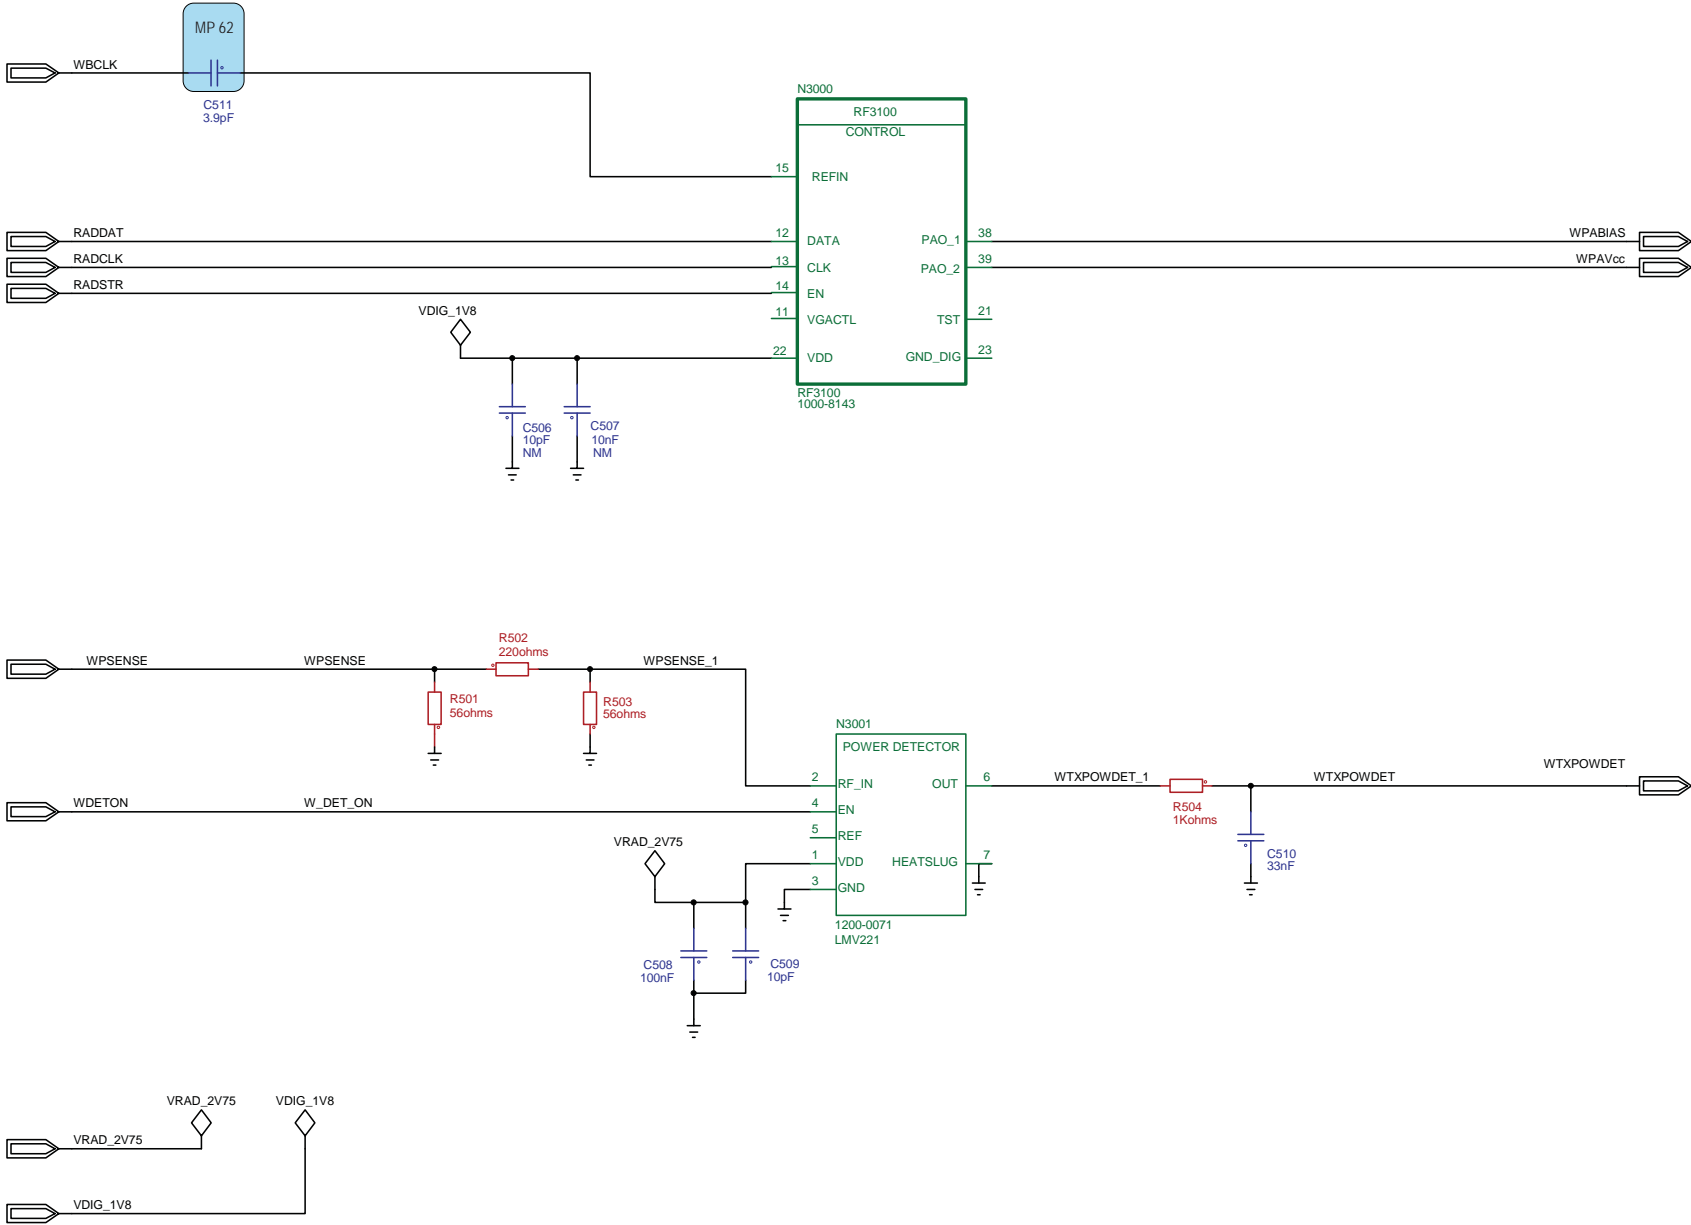 MP 62
WBCLK
C511
3.9pF
N3000
RF3100
CONTROL
15
REFIN
RADDAT
12
DATA
PAO_1
38
WPABIAS
RADCLK
13
CLK
PAO_2
39
WPAVcc
RADSTR
14
EN
VDIG_1V8
11
VGACTL
TST
21
22
VDD
GND_DIG
23
RF3100
1000-8143
C506
10pF
NM
C507
10nF
NM
R502
220ohms
WPSENSE
WPSENSE
WPSENSE_1
R501
56ohms
R503
56ohms
N3001
POWER DETECTOR
2
RF_IN
OUT
6
WTXPOWDET_1
WTXPOWDET
WTXPOWDET
WDETON
W_DET_ON
4
EN
R504
1Kohms
5
REF
VRAD_2V75
1
VDD
HEATSLUG
7
C510
33nF
3
GND
1200-0071
LMV221
C508
100nF
C509
10pF
VRAD_2V75
VDIG_1V8
VRAD_2V75
VDIG_1V8